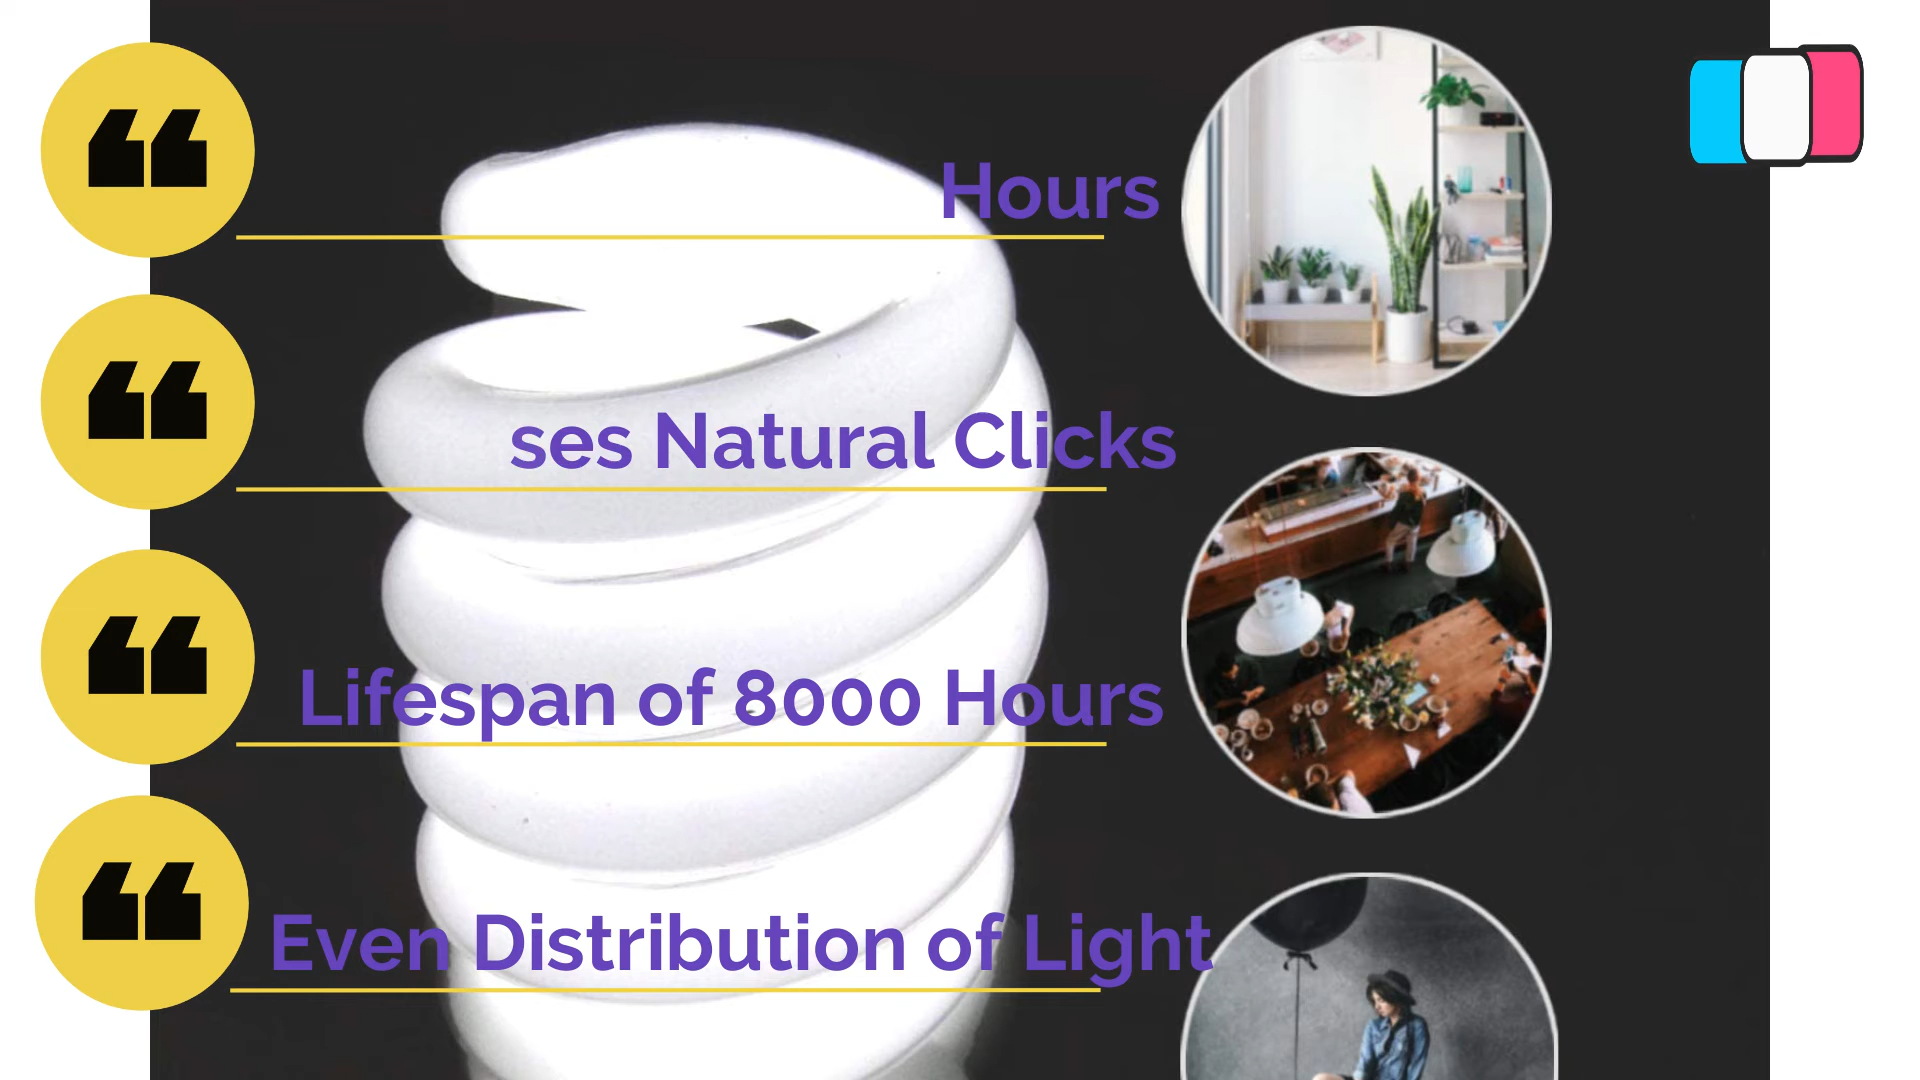 Hours
ses Natural Clicks
Lifespan of 8000 Hours
Even Distribution of Light